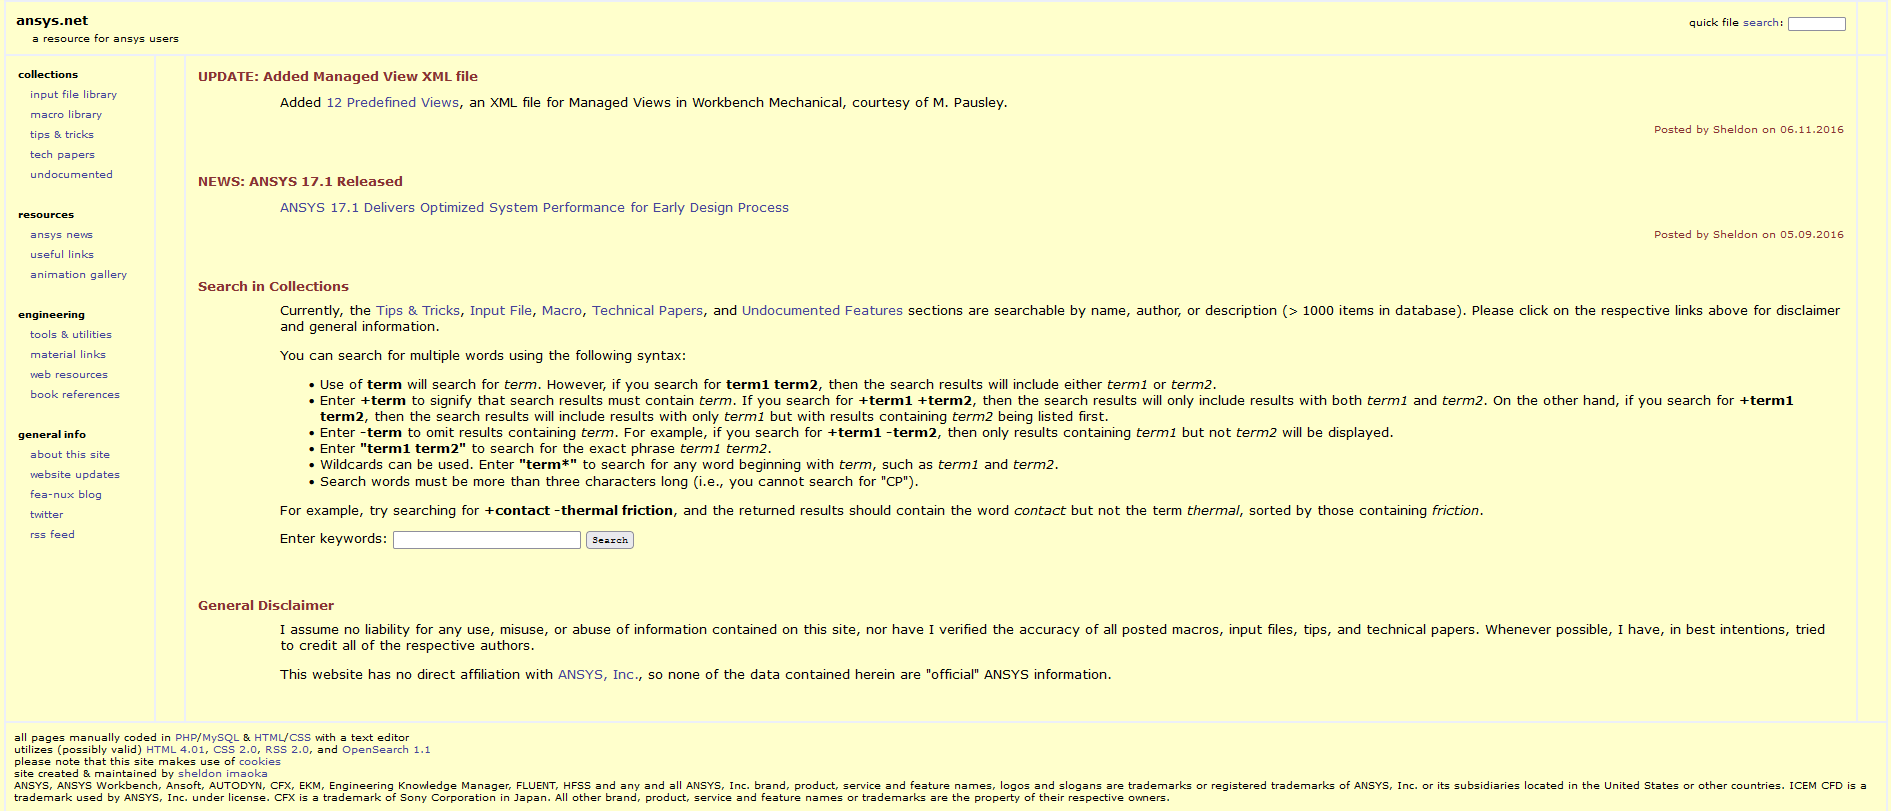 ansys.net
a resource for ansys users
quick file search:
collections
input file library
macro library
tips & tricks
tech papers
undocumented
resources
ansys news
useful links
animation gallery
engineering
tools & utilities
material links
web resources
book references
general info
about this site
website updates
fea-nux blog
twitter
rss feed
UPDATE: Added Managed View XML file
Added 12 Predefined Views, an XML file for Managed Views in Workbench Mechanical, courtesy of M. Pausley.
Posted by Sheldon on 06.11.2016
NEWS: ANSYS 17.1 Released
ANSYS 17.1 Delivers Optimized System Performance for Early Design Process
Posted by Sheldon on 05.09.2016
Search in Collections
Currently, the Tips & Tricks, Input File, Macro, Technical Papers, and Undocumented Features sections are searchable by name, author, or description (> 1000 items in database). Please click on the respective links above for disclaimer
and general information.
You can search for multiple words using the following syntax:
• Use of term will search for term. However, if you search for term1 term2, then the search results will include either term1 or term2.
• Enter +term to signify that search results must contain term. If you search for +term1 +term2, then the search results will only include results with both term1 and term2. On the other hand, if you search for +term1
term2, then the search results will include results with only term1 but with results containing term2 being listed first.
• Enter -term to omit results containing term. For example, if you search for +term1 -term2, then only results containing term1 but not term2 will be displayed.
• Enter "term1 term2" to search for the exact phrase term1 term2.
• Wildcards can be used. Enter "term*" to search for any word beginning with term, such as term1 and term2.
• Search words must be more than three characters long (i.e., you cannot search for "CP").
For example, try searching for +contact -thermal friction, and the returned results should contain the word contact but not the term thermal, sorted by those containing friction.
Enter keywords: Search
General Disclaimer
I assume no liability for any use, misuse, or abuse of information contained on this site, nor have I verified the accuracy of all posted macros, input files, tips, and technical papers. Whenever possible, I have, in best intentions, tried
to credit all of the respective authors.
This website has no direct affiliation with ANSYS, Inc., so none of the data contained herein are "official" ANSYS information.
all pages manually coded in PHP/MySQL & HTML/CSS with a text editor
utilizes (possibly valid) HTML 4.01, CSS 2.0, RSS 2.0, and OpenSearch 1.1
please note that this site makes use of cookies
site created & maintained by sheldon imaoka
ANSYS, ANSYS Workbench, Ansoft, AUTODYN, CFX, EKM, Engineering Knowledge Manager, FLUENT, HFSS and any and all ANSYS, Inc. brand, product, service and feature names, logos and slogans are trademarks or registered trademarks of ANSYS, Inc. or its subsidiaries located in the United States or other countries. ICEM CFD is a
trademark used by ANSYS, Inc. under license. CFX is a trademark of Sony Corporation in Japan. All other brand, product, service and feature names or trademarks are the property of their respective owners.